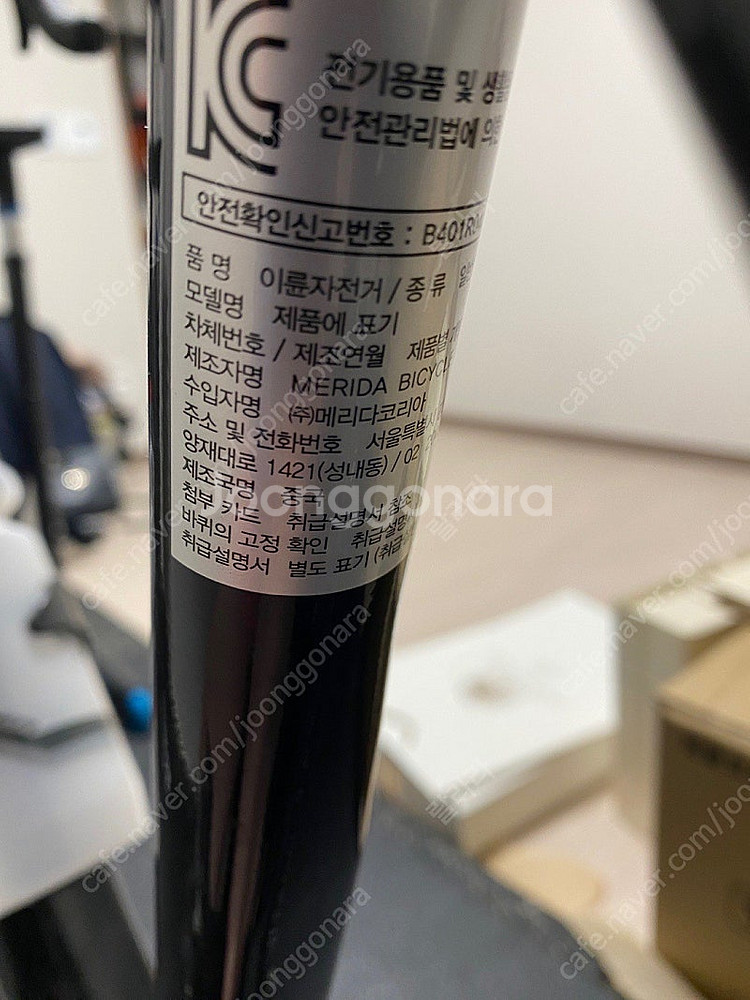 KC
전기용품 및
안전관리법에
안전확인신고번호 : B401R
품 명 이륜자전거 / 종류
모델명 제품에 표기
차체번호 / 제조연월 제품별
제조자명 MERIDA BICYCLE
수입자명 ㈜메리다코리아
주소 및 전화번호 서울특별시
양재대로 1421(성내동) / 02
제조국명 중국
첨부 카드 취급설명서 참조
바퀴의 고정 확인 취급설명
취급설명서 별도 표기 (취급
joonggonara
cafe.naver.com/joonggonara